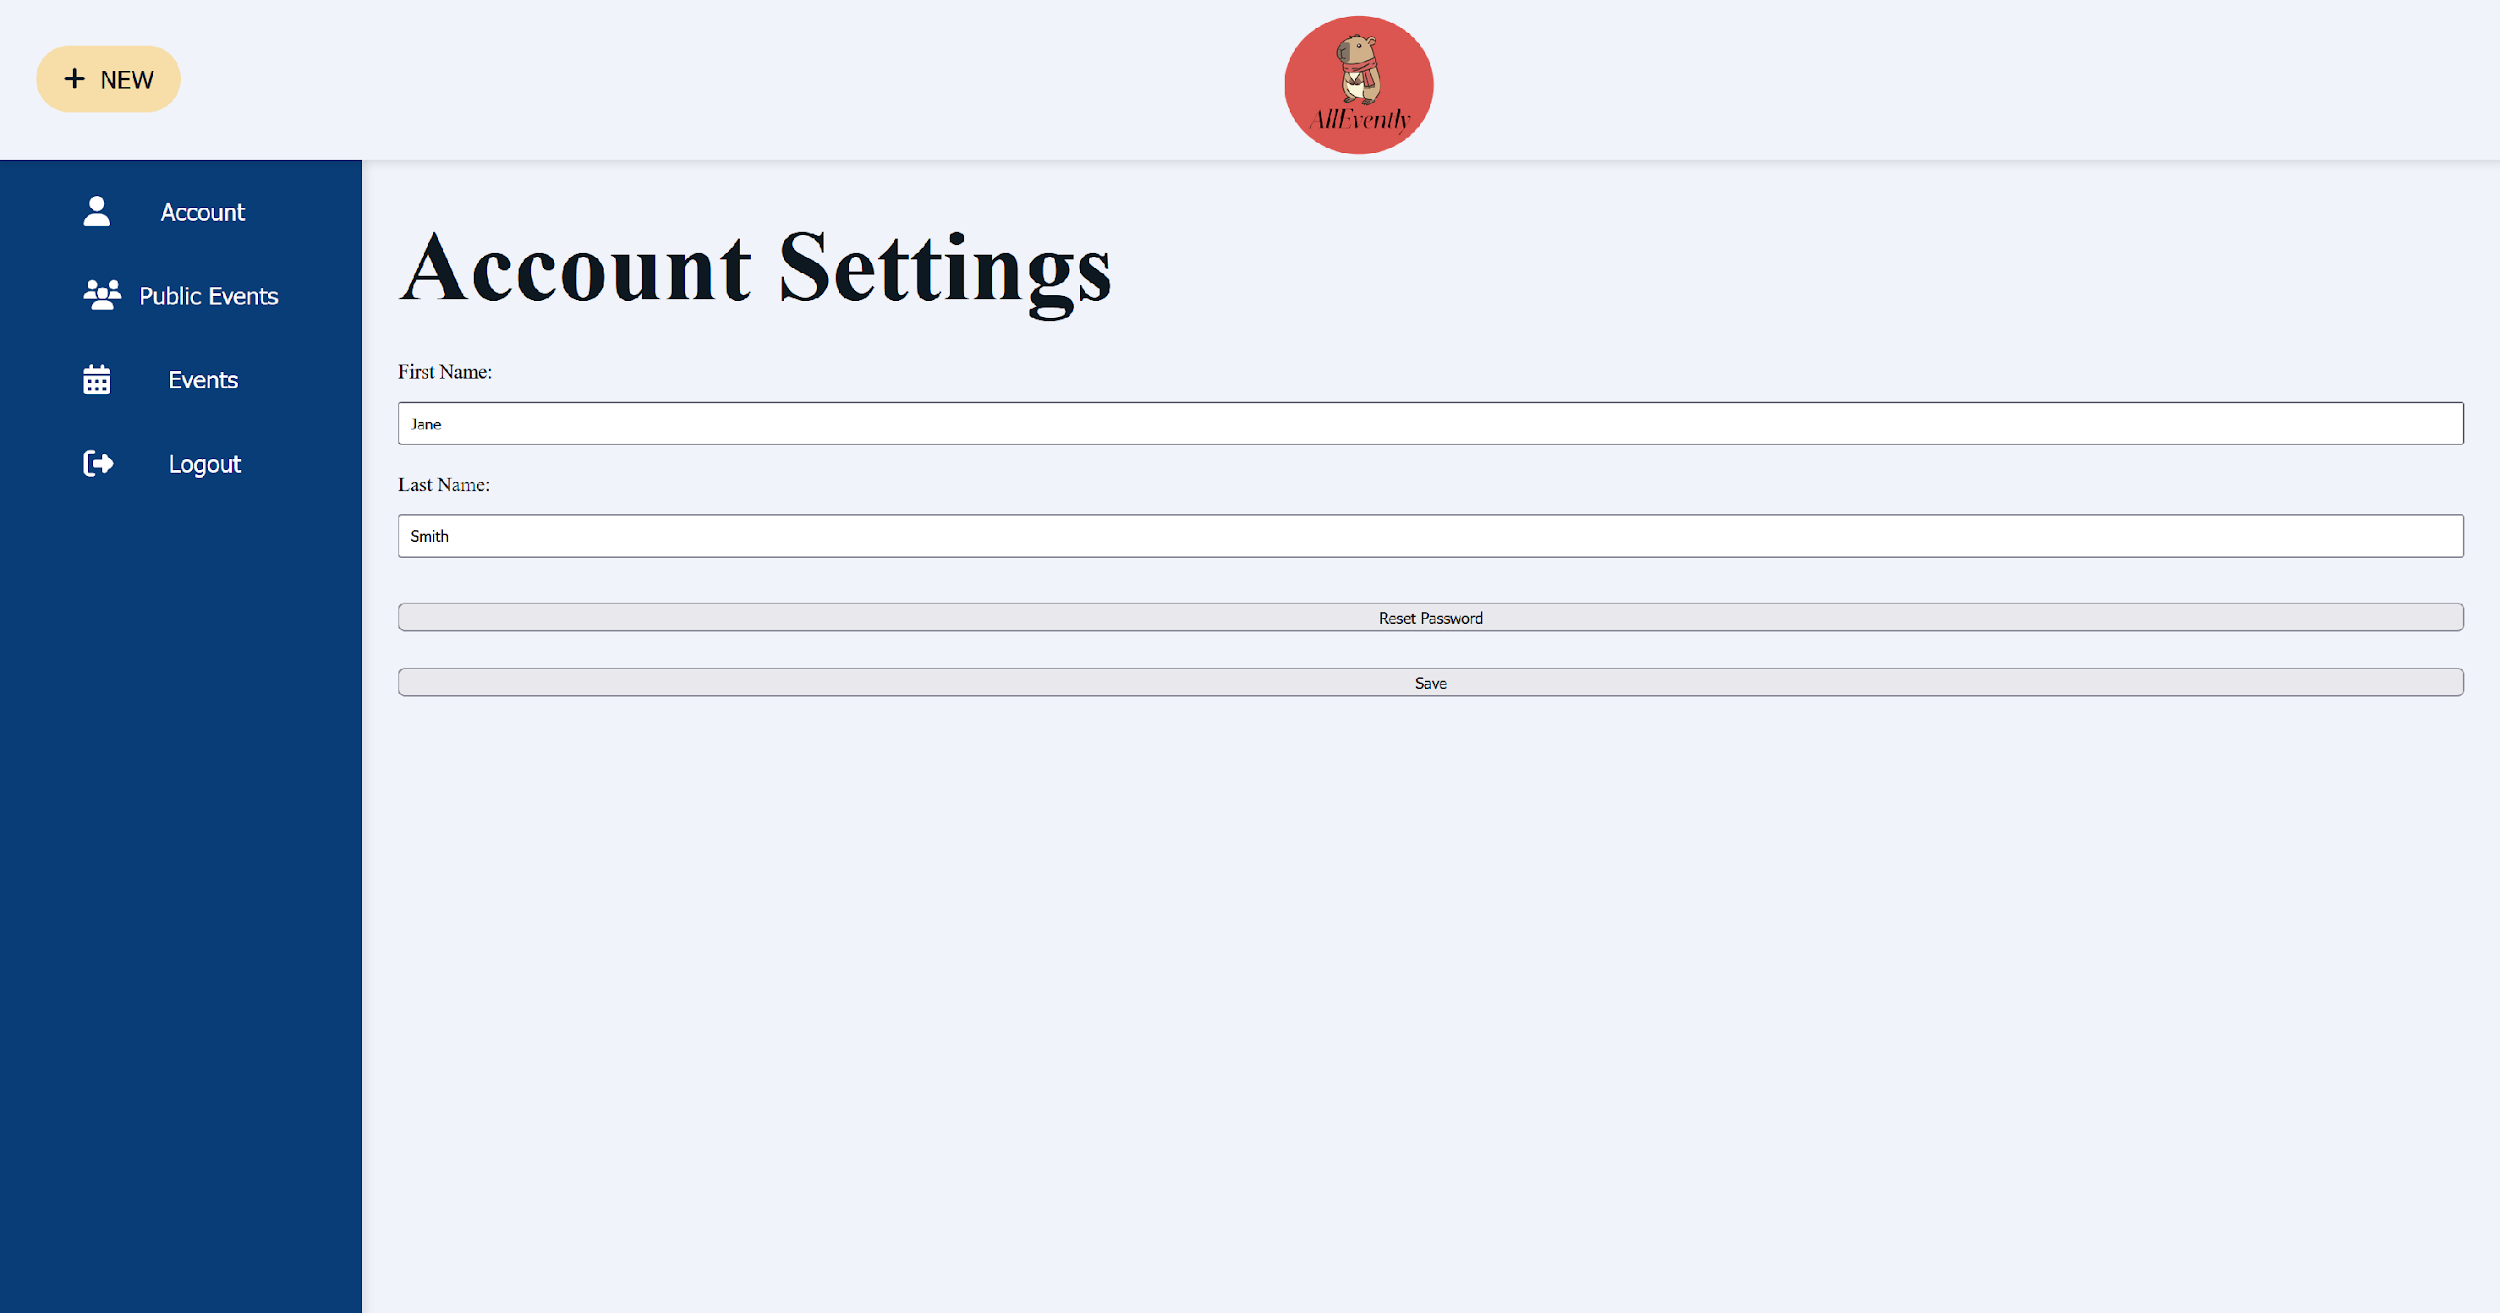 NEW
AllEvently
Account
Public Events
Events
Logout
Account Settings
First Name:
Jane
Last Name:
Smith
Reset Password
Save